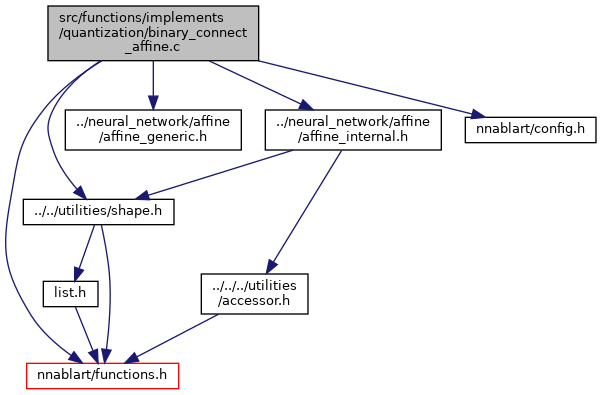 src/functions/implements
/quantization/binary_connect
_affine.c
../neural_network/affine
/affine_generic.h
../neural_network/affine
/affine_internal.h
nnablart/config.h
../../utilities/shape.h
list.h
../../../utilities
/accessor.h
nnablart/functions.h